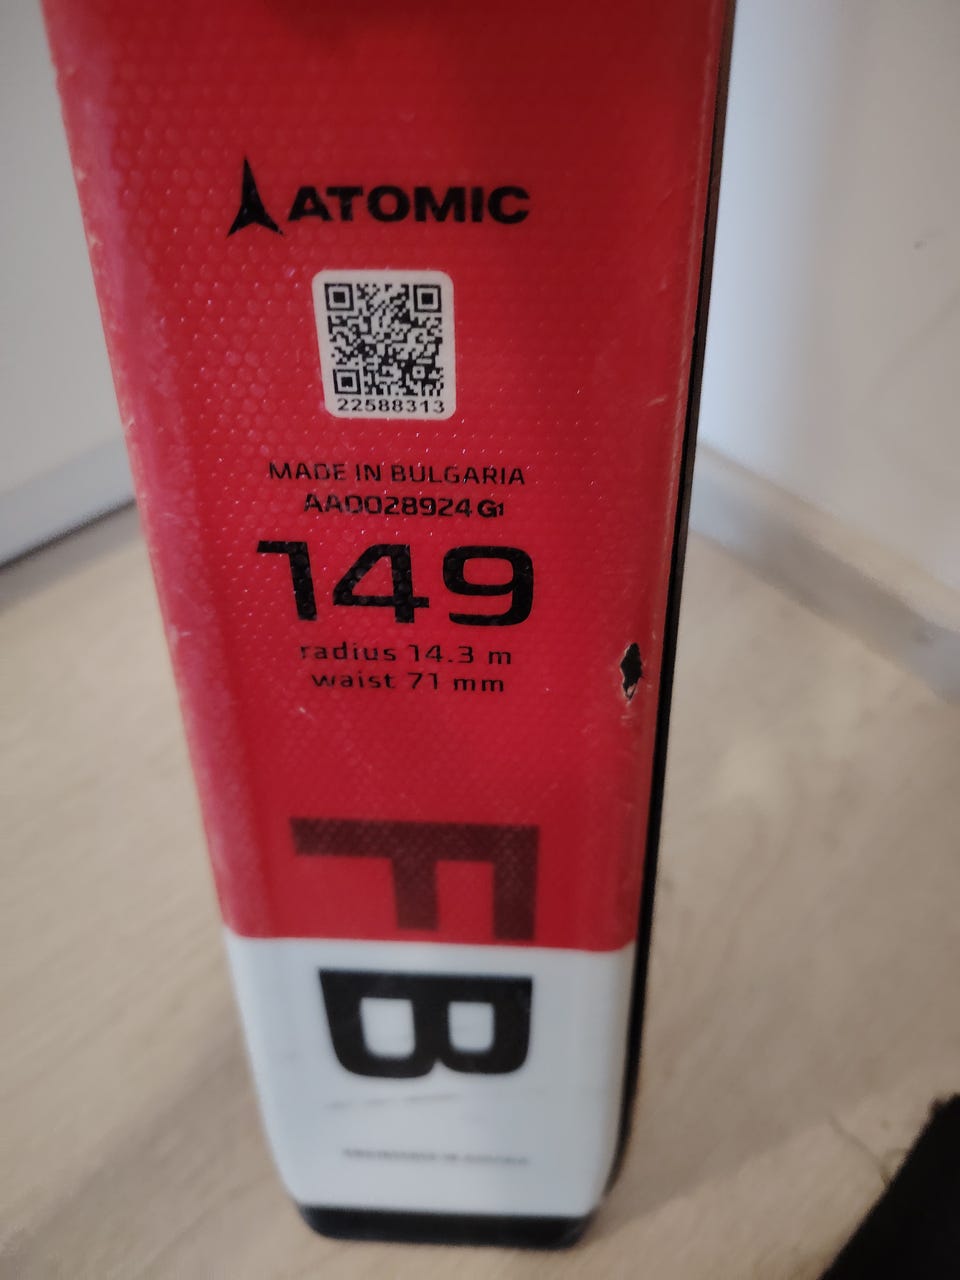 ATOMIC
22588313
MADE IN BULGARIA
AA0028924 G1
149
radius 14.3 m
waist 71 mm
F
B